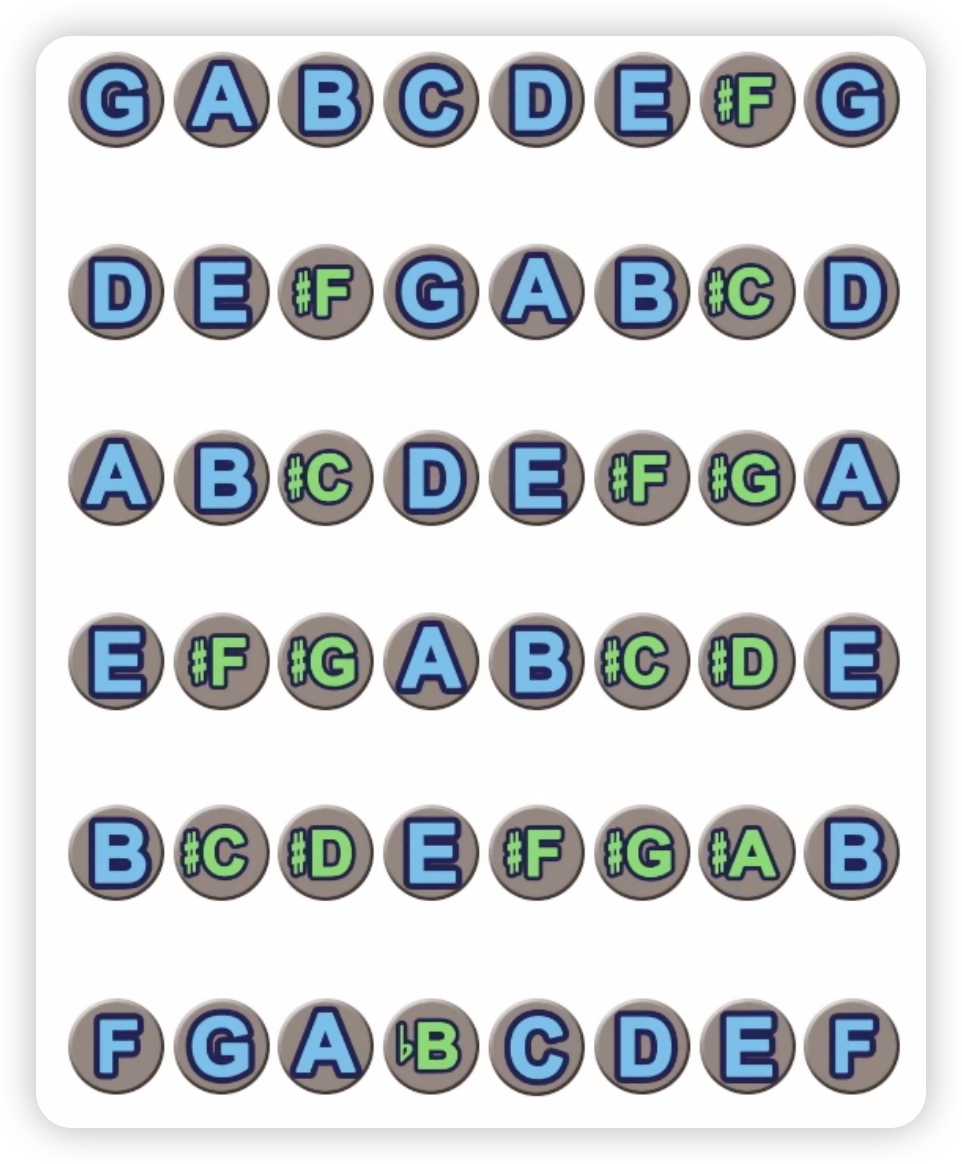 G A B C D E ♯F G
D E ♯F G A B ♯C D
A B ♯C D E ♯F ♯G A
E ♯F ♯G A B ♯C ♯D E
B ♯C ♯D E ♯F ♯G ♯A B
F G A ♭B C D E F